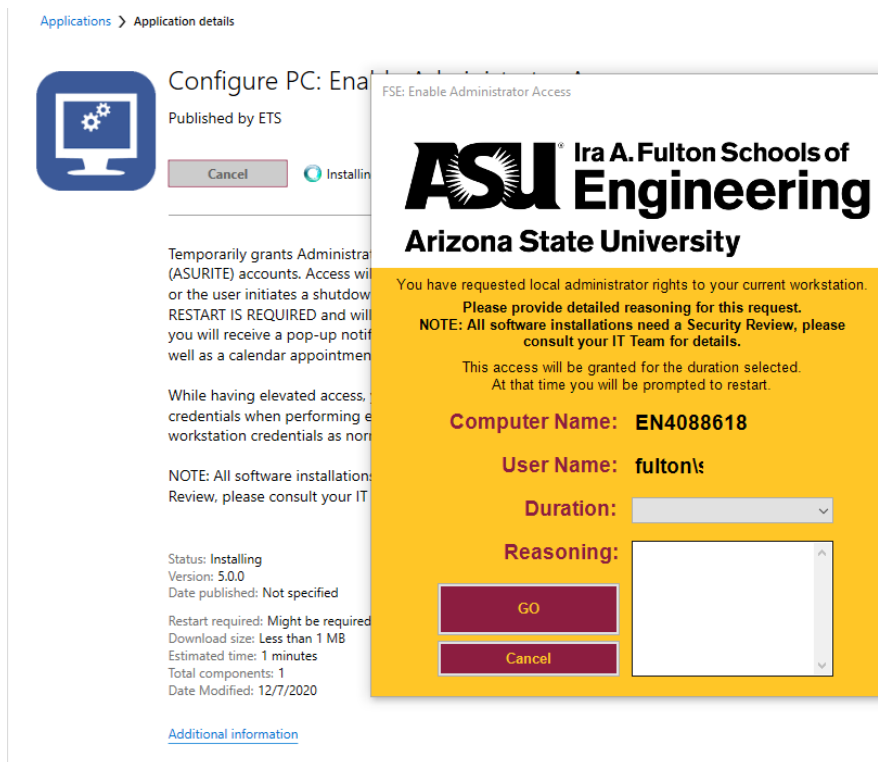 Applications > Application details
Configure PC: Ena
Published by ETS
Cancel
Installin
Temporarily grants Administra
(ASURITE) accounts. Access wi
or the user initiates a shutdow
RESTART IS REQUIRED and will
you will receive a pop-up notif
well as a calendar appointmen
While having elevated access,
credentials when performing e
workstation credentials as nor
NOTE: All software installation
Review, please consult your IT
Status: Installing
Version: 5.0.0
Date published: Not specified
Restart required: Might be required
Download size: Less than 1 MB
Estimated time: 1 minutes
Total components: 1
Date Modified: 12/7/2020
Additional information
FSE: Enable Administrator Access
ASU Ira A. Fulton Schools of
Engineering
Arizona State University
You have requested local administrator rights to your current workstation.
Please provide detailed reasoning for this request.
NOTE: All software installations need a Security Review, please
consult your IT Team for details.
This access will be granted for the duration selected.
At that time you will be prompted to restart.
Computer Name: EN4088618
User Name: fulton\s
Duration:
Reasoning:
GO
Cancel